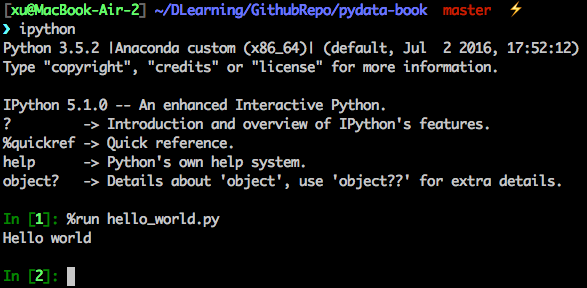 [xu@MacBook-Air-2] ~/DLearning/GithubRepo/pydata-book  master ⚡
❯ ipython
Python 3.5.2 |Anaconda custom (x86_64)| (default, Jul  2 2016, 17:52:12)
Type "copyright", "credits" or "license" for more information.

IPython 5.1.0 -- An enhanced Interactive Python.
?         -> Introduction and overview of IPython's features.
%quickref -> Quick reference.
help      -> Python's own help system.
object?   -> Details about 'object', use 'object??' for extra details.

In [1]: %run hello_world.py
Hello world

In [2]: